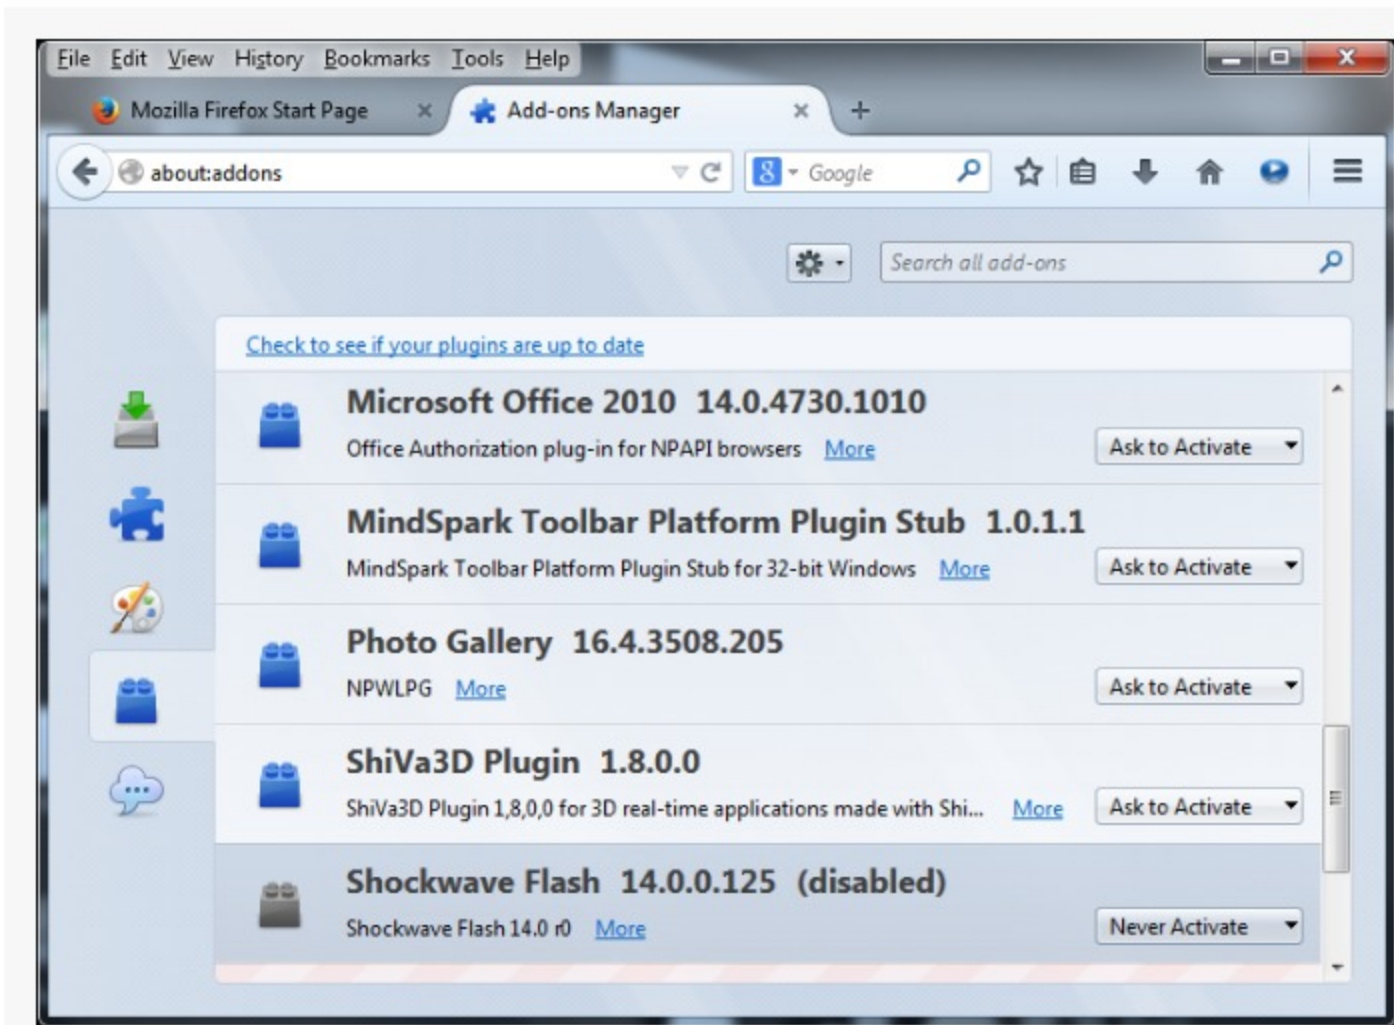 File Edit View History Bookmarks Tools Help
Mozilla Firefox Start Page
Add-ons Manager
about:addons
8 Google
Search all add-ons
Check to see if your plugins are up to date
Microsoft Office 2010 14.0.4730.1010
Office Authorization plug-in for NPAPI browsers More
Ask to Activate
MindSpark Toolbar Platform Plugin Stub 1.0.1.1
MindSpark Toolbar Platform Plugin Stub for 32-bit Windows More
Ask to Activate
Photo Gallery 16.4.3508.205
NPWLPG More
Ask to Activate
ShiVa3D Plugin 1.8.0.0
ShiVa3D Plugin 1,8,0,0 for 3D real-time applications made with Shi... More
Ask to Activate
Shockwave Flash 14.0.0.125 (disabled)
Shockwave Flash 14.0 r0 More
Never Activate